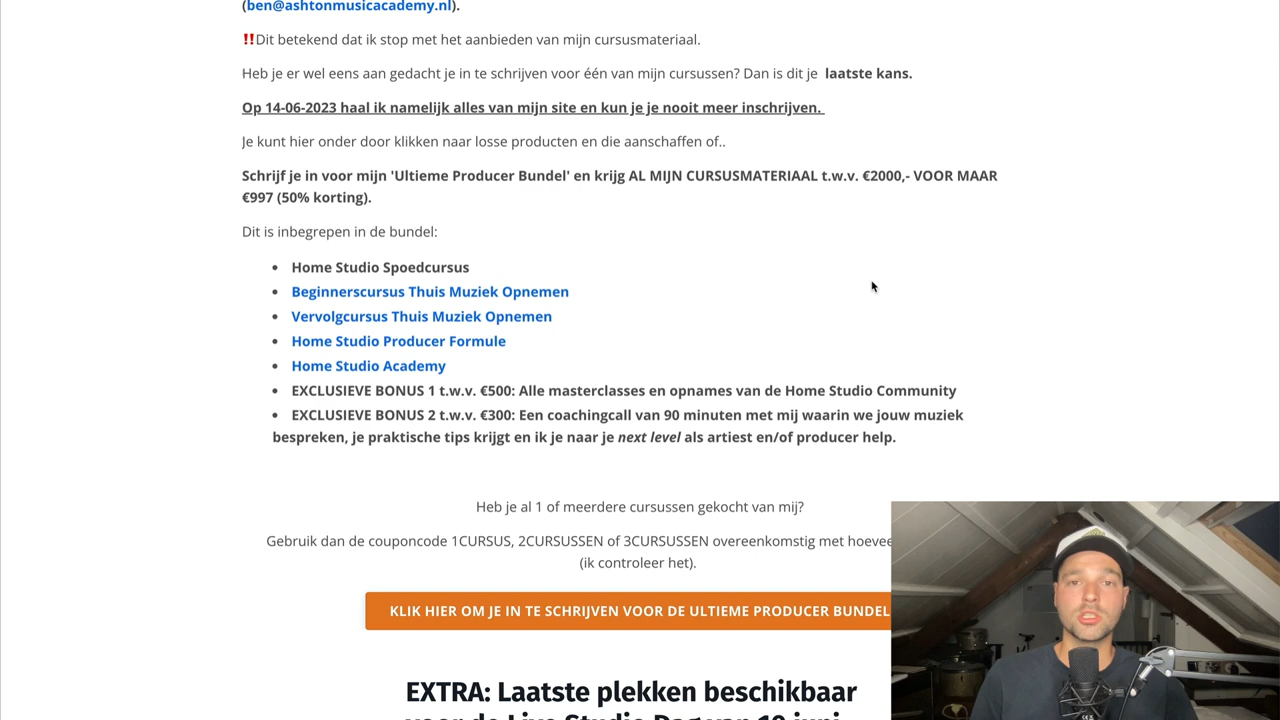 (ben@ashtonmusicacademy.nl).
‼Dit betekend dat ik stop met het aanbieden van mijn cursusmateriaal.
Heb je er wel eens aan gedacht je in te schrijven voor één van mijn cursussen? Dan is dit je laatste kans.
Op 14-06-2023 haal ik namelijk alles van mijn site en kun je je nooit meer inschrijven.
Je kunt hier onder door klikken naar losse producten en die aanschaffen of..
Schrijf je in voor mijn 'Ultieme Producer Bundel' en krijg AL MIJN CURSUSMATERIAAL t.w.v. €2000,- VOOR MAAR
€997 (50% korting).
Dit is inbegrepen in de bundel:
• Home Studio Spoedcursus
• Beginnerscursus Thuis Muziek Opnemen
• Vervolgcursus Thuis Muziek Opnemen
• Home Studio Producer Formule
• Home Studio Academy
• EXCLUSIEVE BONUS 1 t.w.v. €500: Alle masterclasses en opnames van de Home Studio Community
• EXCLUSIEVE BONUS 2 t.w.v. €300: Een coachingcall van 90 minuten met mij waarin we jouw muziek
bespreken, je praktische tips krijgt en ik je naar je next level als artiest en/of producer help.
Heb je al 1 of meerdere cursussen gekocht van mij?
Gebruik dan de couponcode 1CURSUS, 2CURSUSSEN of 3CURSUSSEN overeenkomstig met
(ik controleer het).
KLIK HIER OM JE IN TE SCHRIJVEN VOOR DE ULTIEME PRODUCER BUNDEL
EXTRA: Laatste plekken beschikbaar
voor de Live Studio Dag van 10 juni